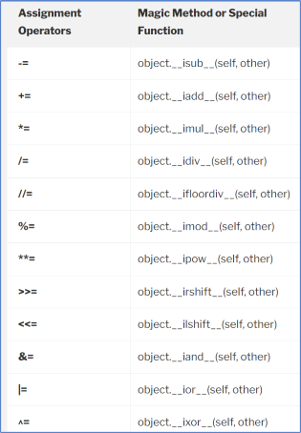 Assignment Magic Method or Special
Operators Function
-= object.__isub__(self, other)
+= object.__iadd__(self, other)
*= object.__imul__(self, other)
/= object.__idiv__(self, other)
//= object.__ifloordiv__(self, other)
%= object.__imod__(self, other)
**= object.__ipow__(self, other)
>>= object.__irshift__(self, other)
<<= object.__ilshift__(self, other)
&= object.__iand__(self, other)
|= object.__ior__(self, other)
^= object.__ixor__(self, other)